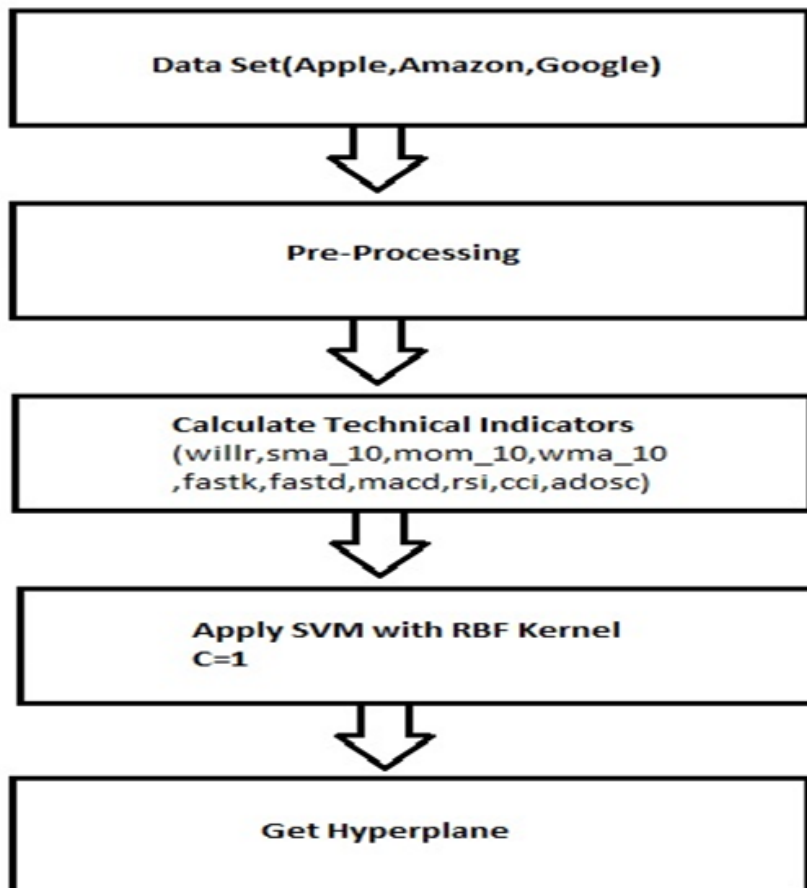 Data Set(Apple,Amazon,Google)
Pre-Processing
Calculate Technical Indicators
(willr,sma_10,mom_10,wma_10
,fastk,fastd,macd,rsi,cci,adosc)
Apply SVM with RBF Kernel
C=1
Get Hyperplane